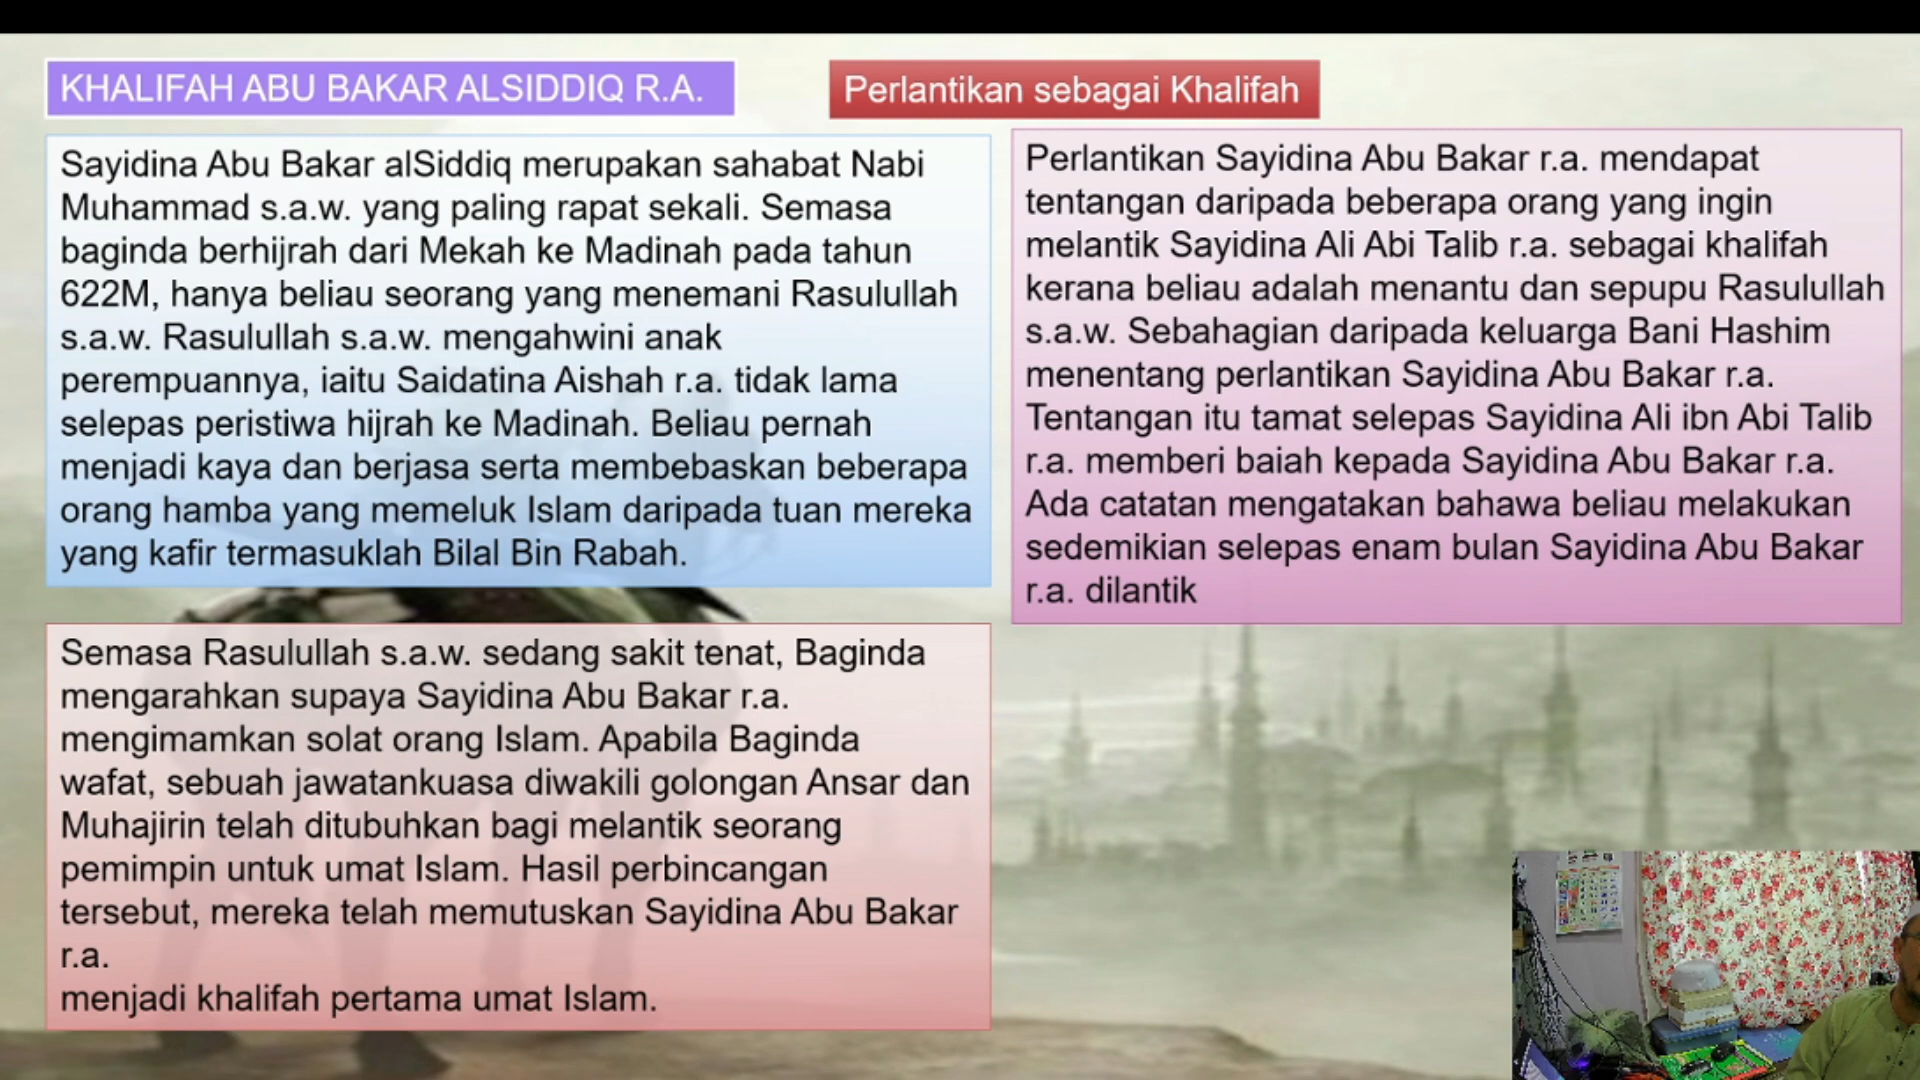 KHALIFAH ABU BAKAR ALSIDDIQ R.A.
Sayidina Abu Bakar alSiddiq merupakan sahabat Nabi
Muhammad s.a.w. yang paling rapat sekali. Semasa
baginda berhijrah dari Mekah ke Madinah pada tahun
622M, hanya beliau seorang yang menemani Rasulullah
s.a.w. Rasulullah s.a.w. mengahwini anak
perempuannya, iaitu Saidatina Aishah r.a. tidak lama
selepas peristiwa hijrah ke Madinah. Beliau pernah
menjadi kaya dan berjasa serta membebaskan beberapa
orang hamba yang memeluk Islam daripada tuan mereka
yang kafir termasuklah Bilal Bin Rabah.
Semasa Rasulullah s.a.w. sedang sakit tenat, Baginda
mengarahkan supaya Sayidina Abu Bakar r.a.
mengimamkan solat orang Islam. Apabila Baginda
wafat, sebuah jawatankuasa diwakili golongan Ansar dan
Muhajirin telah ditubuhkan bagi melantik seorang
pemimpin untuk umat Islam. Hasil perbincangan
tersebut, mereka telah memutuskan Sayidina Abu Bakar
r.a.
menjadi khalifah pertama umat Islam.
Perlantikan sebagai Khalifah
Perlantikan Sayidina Abu Bakar r.a. mendapat
tentangan daripada beberapa orang yang ingin
melantik Sayidina Ali Abi Talib r.a. sebagai khalifah
kerana beliau adalah menantu dan sepupu Rasulullah
s.a.w. Sebahagian daripada keluarga Bani Hashim
menentang perlantikan Sayidina Abu Bakar r.a.
Tentangan itu tamat selepas Sayidina Ali ibn Abi Talib
r.a. memberi baiah kepada Sayidina Abu Bakar r.a.
Ada catatan mengatakan bahawa beliau melakukan
sedemikian selepas enam bulan Sayidina Abu Bakar
r.a. dilantik